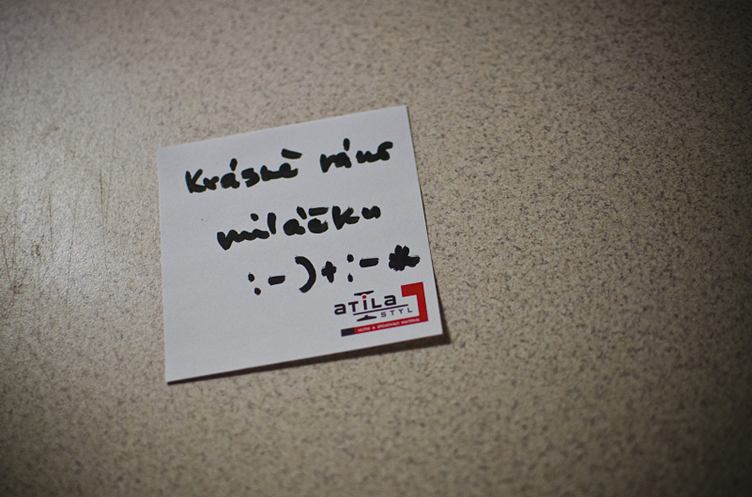 Krásné ráno
miláčku
:-)+:-*
ATiLA
STYL